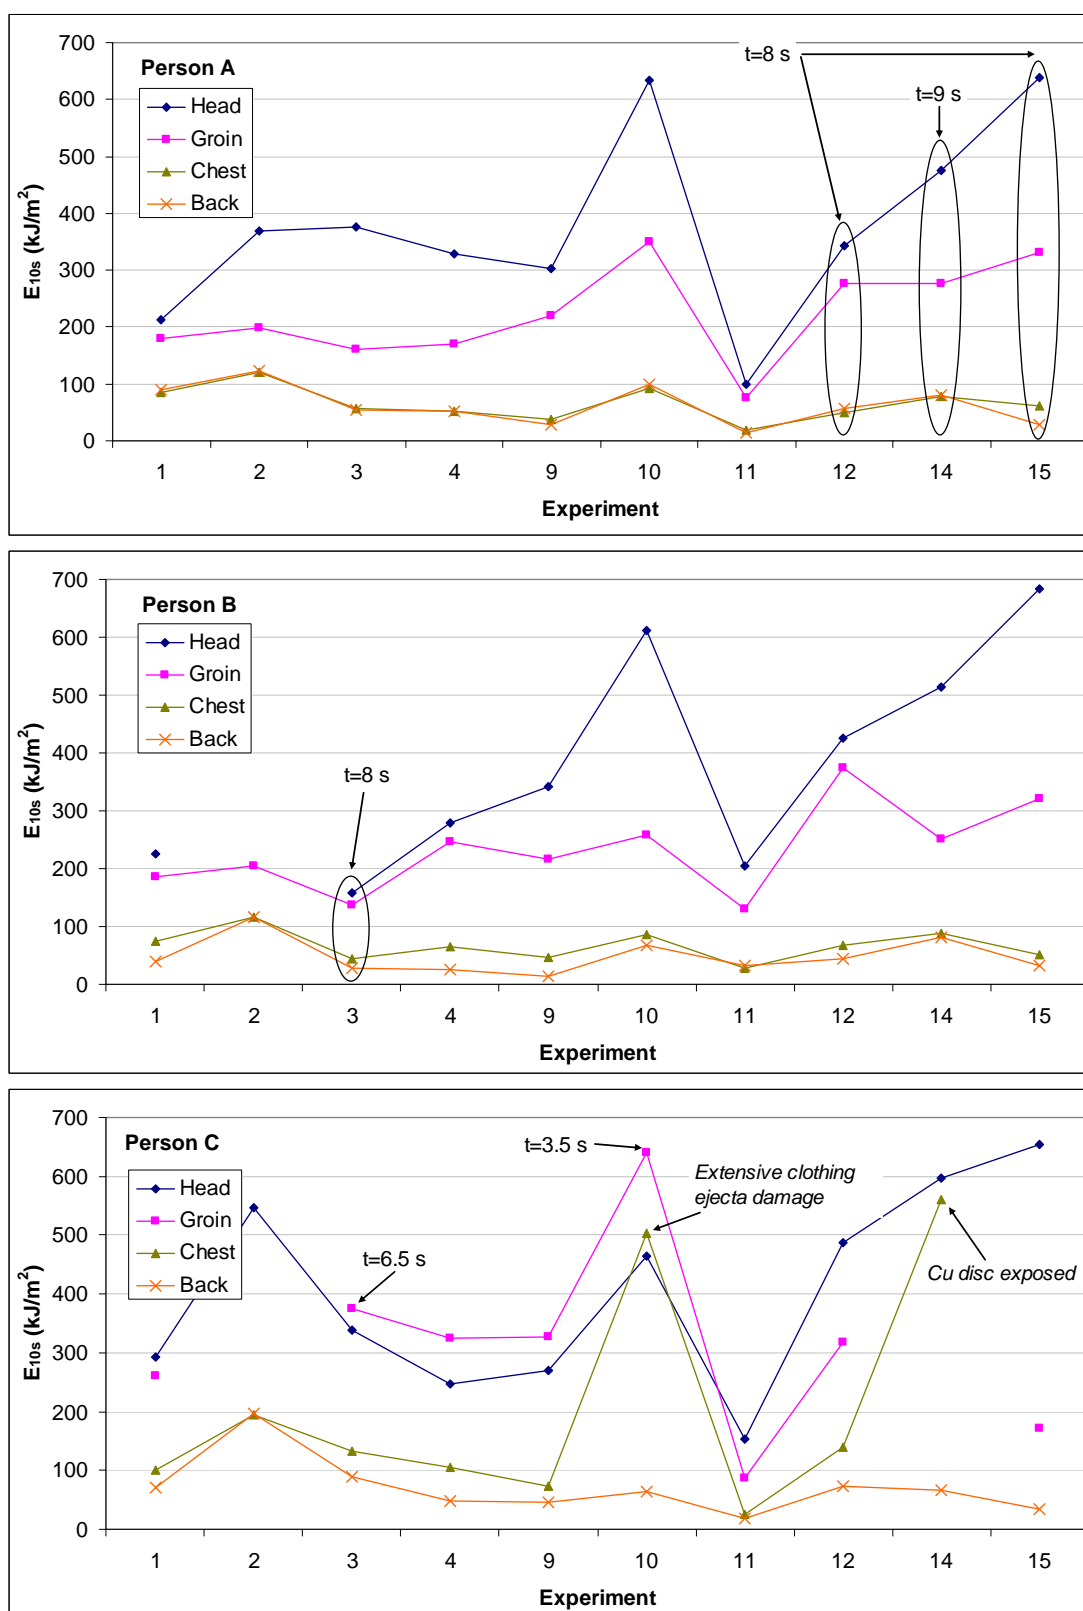 700
600
500
400
300
200
100
0
E10s (kJ/m2)
Person A
Head
Groin
Chest
Back
t=8 s
t=9 s
1 2 3 4 9 10 11 12 14 15
Experiment
700
600
500
400
300
200
100
0
E10s (kJ/m2)
Person B
Head
Groin
Chest
Back
t=8 s
1 2 3 4 9 10 11 12 14 15
Experiment
700
600
500
400
300
200
100
0
E10s (kJ/m2)
Person C
Head
Groin
Chest
Back
t=6.5 s
t=3.5 s
Extensive clothing
ejecta damage
Cu disc exposed
1 2 3 4 9 10 11 12 14 15
Experiment